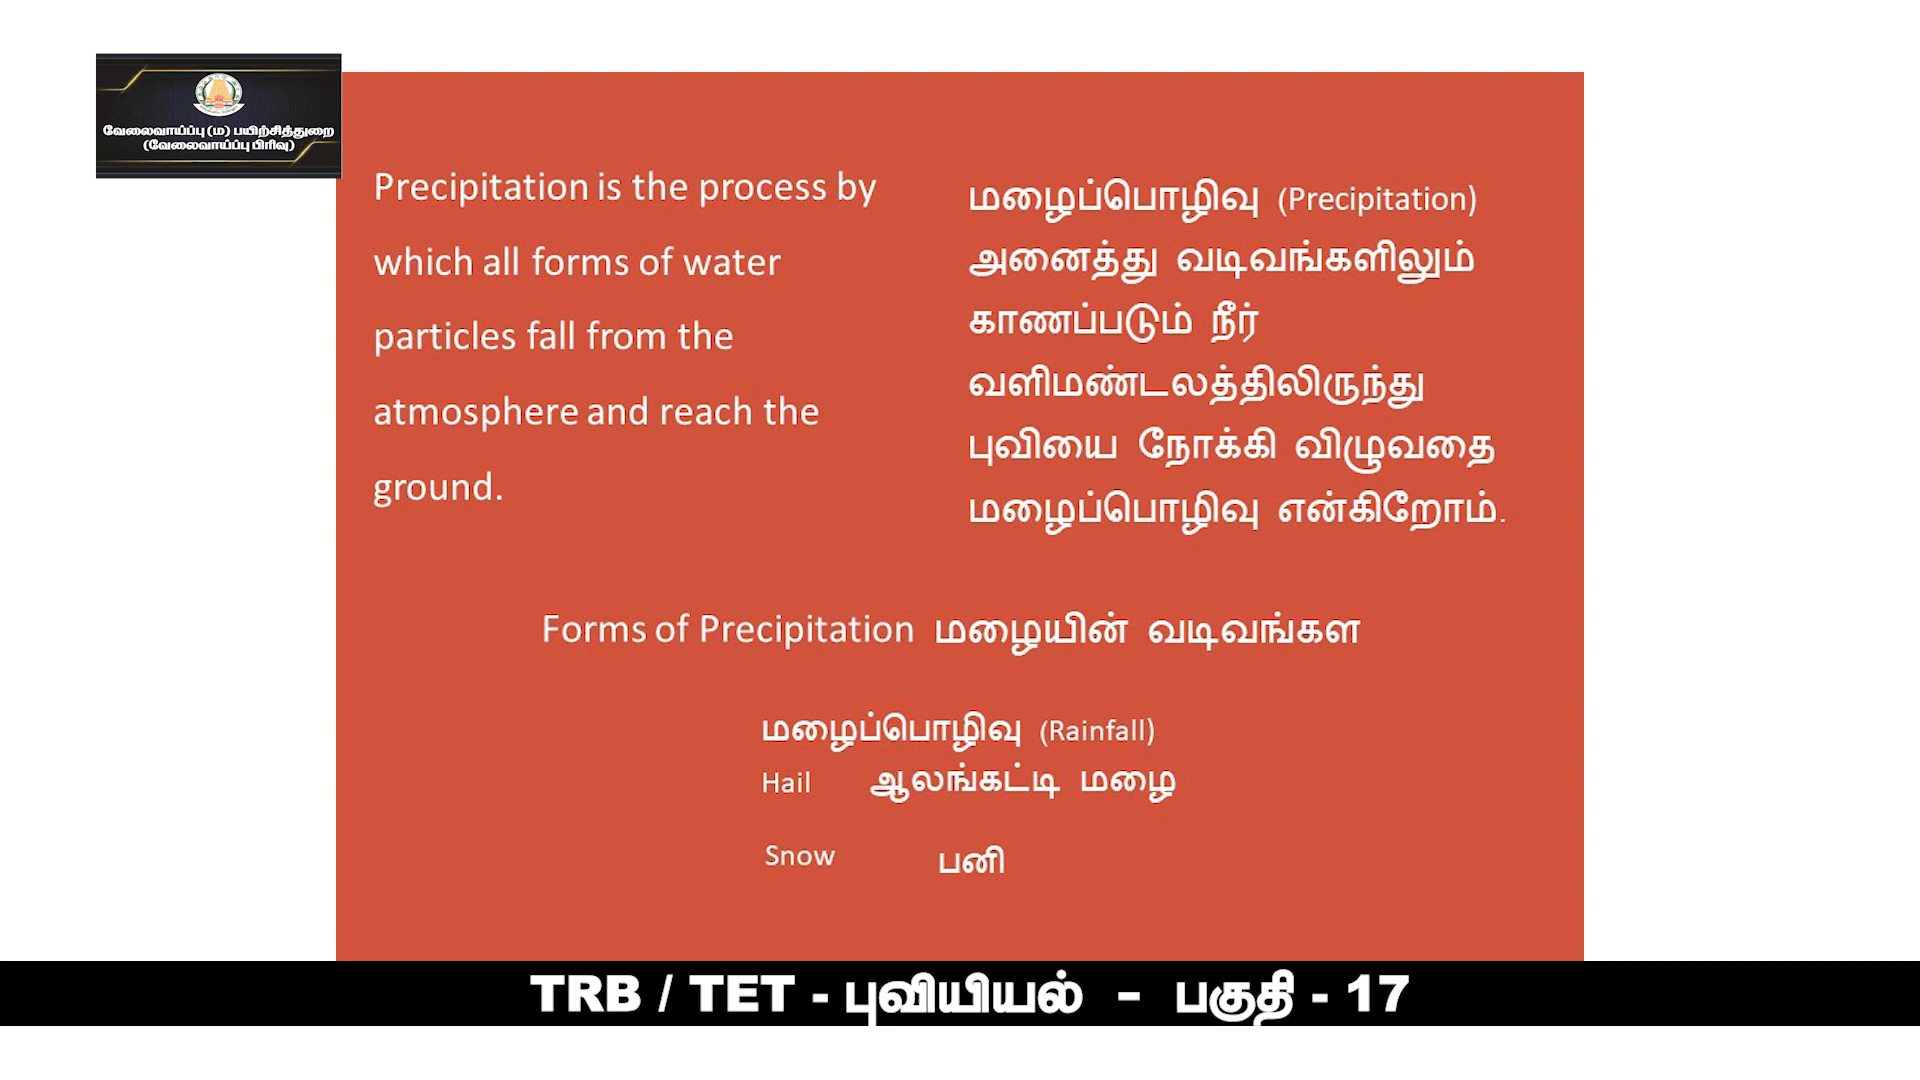 வேலைவாய்ப்பு (ம) பயிற்சித்துறை
(வேலைவாய்ப்பு பிரிவு)
Precipitation is the process by
which all forms of water
particles fall from the
atmosphere and reach the
ground.
மழைப்பொழிவு (Precipitation)
அனைத்து வடிவங்களிலும்
காணப்படும் நீர்
வளிமண்டலத்திலிருந்து
புவியை நோக்கி விழுவதை
மழைப்பொழிவு என்கிறோம்.
Forms of Precipitation மழையின் வடிவங்கள
மழைப்பொழிவு (Rainfall)
Hail ஆலங்கட்டி மழை
Snow பனி
TRB / TET - புவியியல் - பகுதி - 17